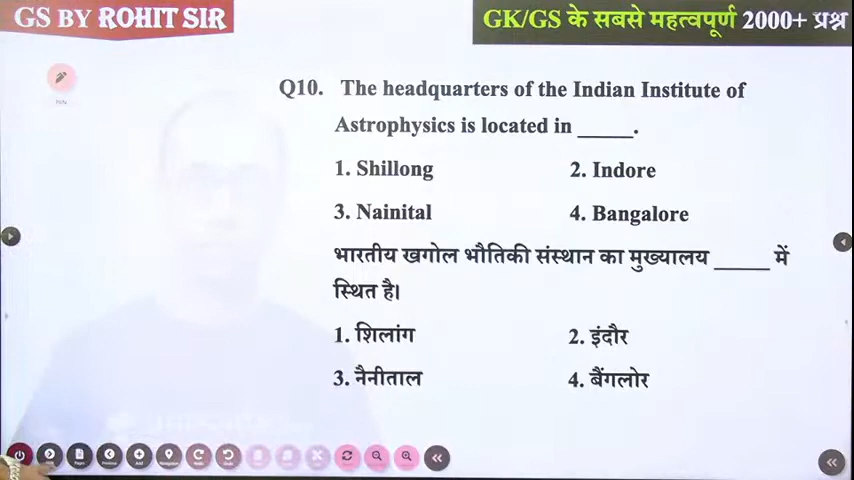 GS BY ROHIT SIR
GK/GS के सबसे महत्वपूर्ण 2000+ प्रश्न
Q10. The headquarters of the Indian Institute of
Astrophysics is located in _____.
1. Shillong 2. Indore
3. Nainital 4. Bangalore
भारतीय खगोल भौतिकी संस्थान का मुख्यालय _____ में
स्थित है।
1. शिलांग 2. इंदौर
3. नैनीताल 4. बैंगलोर